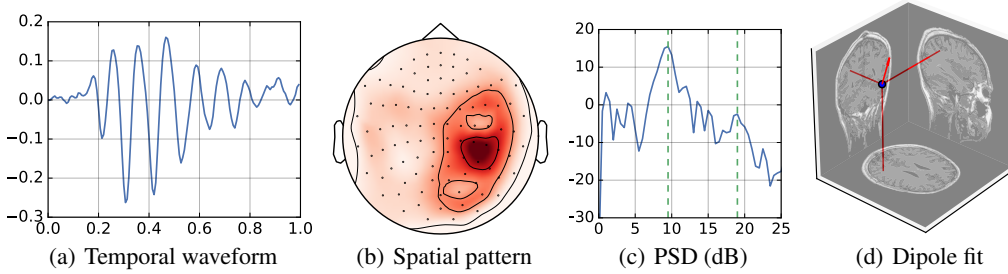 0.2
0.1
0.0
−0.1
−0.2
−0.3
0.0 0.2 0.4 0.6 0.8 1.0
(a) Temporal waveform
(b) Spatial pattern
20
10
0
-10
-20
-30
0 5 10 15 20 25
(c) PSD (dB)
(d) Dipole fit